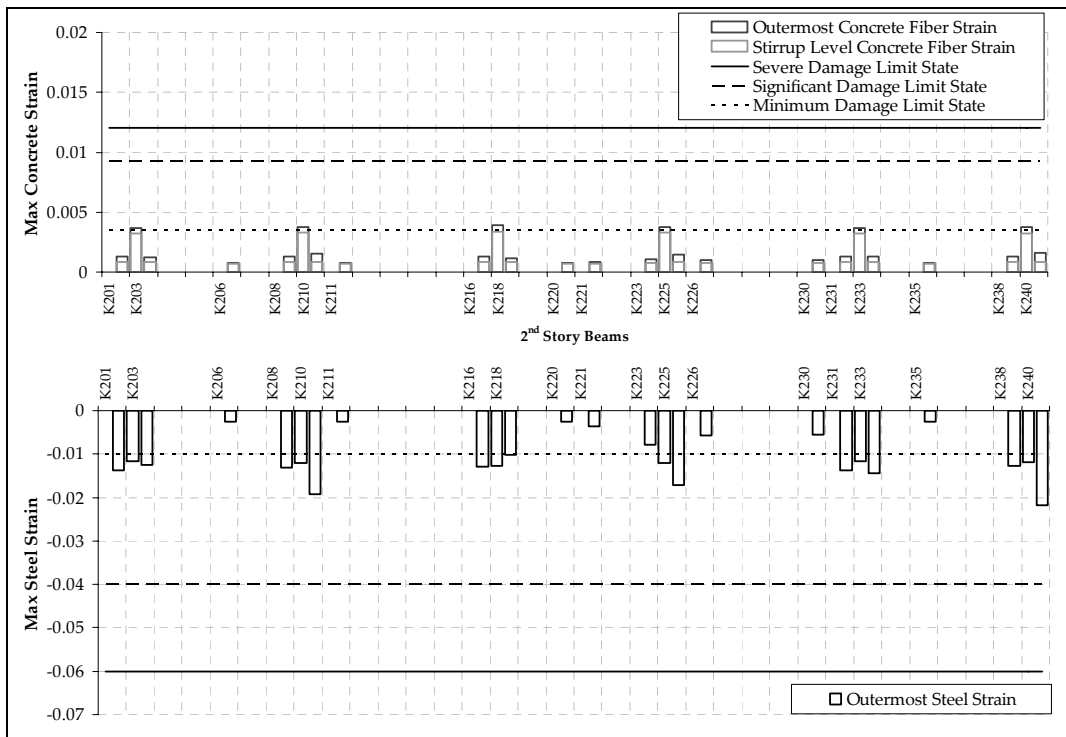 0.02
0.015
0.01
0.005
0
Max Concrete Strain
Outermost Concrete Fiber Strain
Stirrup Level Concrete Fiber Strain
Severe Damage Limit State
Significant Damage Limit State
Minimum Damage Limit State
K201
K203
K206
K208
K210
K211
K216
K218
K220
K221
K223
K225
K226
K230
K231
K233
K235
K238
K240
2nd Story Beams
K201
K203
K206
K208
K210
K211
K216
K218
K220
K221
K223
K225
K226
K230
K231
K233
K235
K238
K240
0
-0.01
-0.02
-0.03
-0.04
-0.05
-0.06
-0.07
Max Steel Strain
Outermost Steel Strain